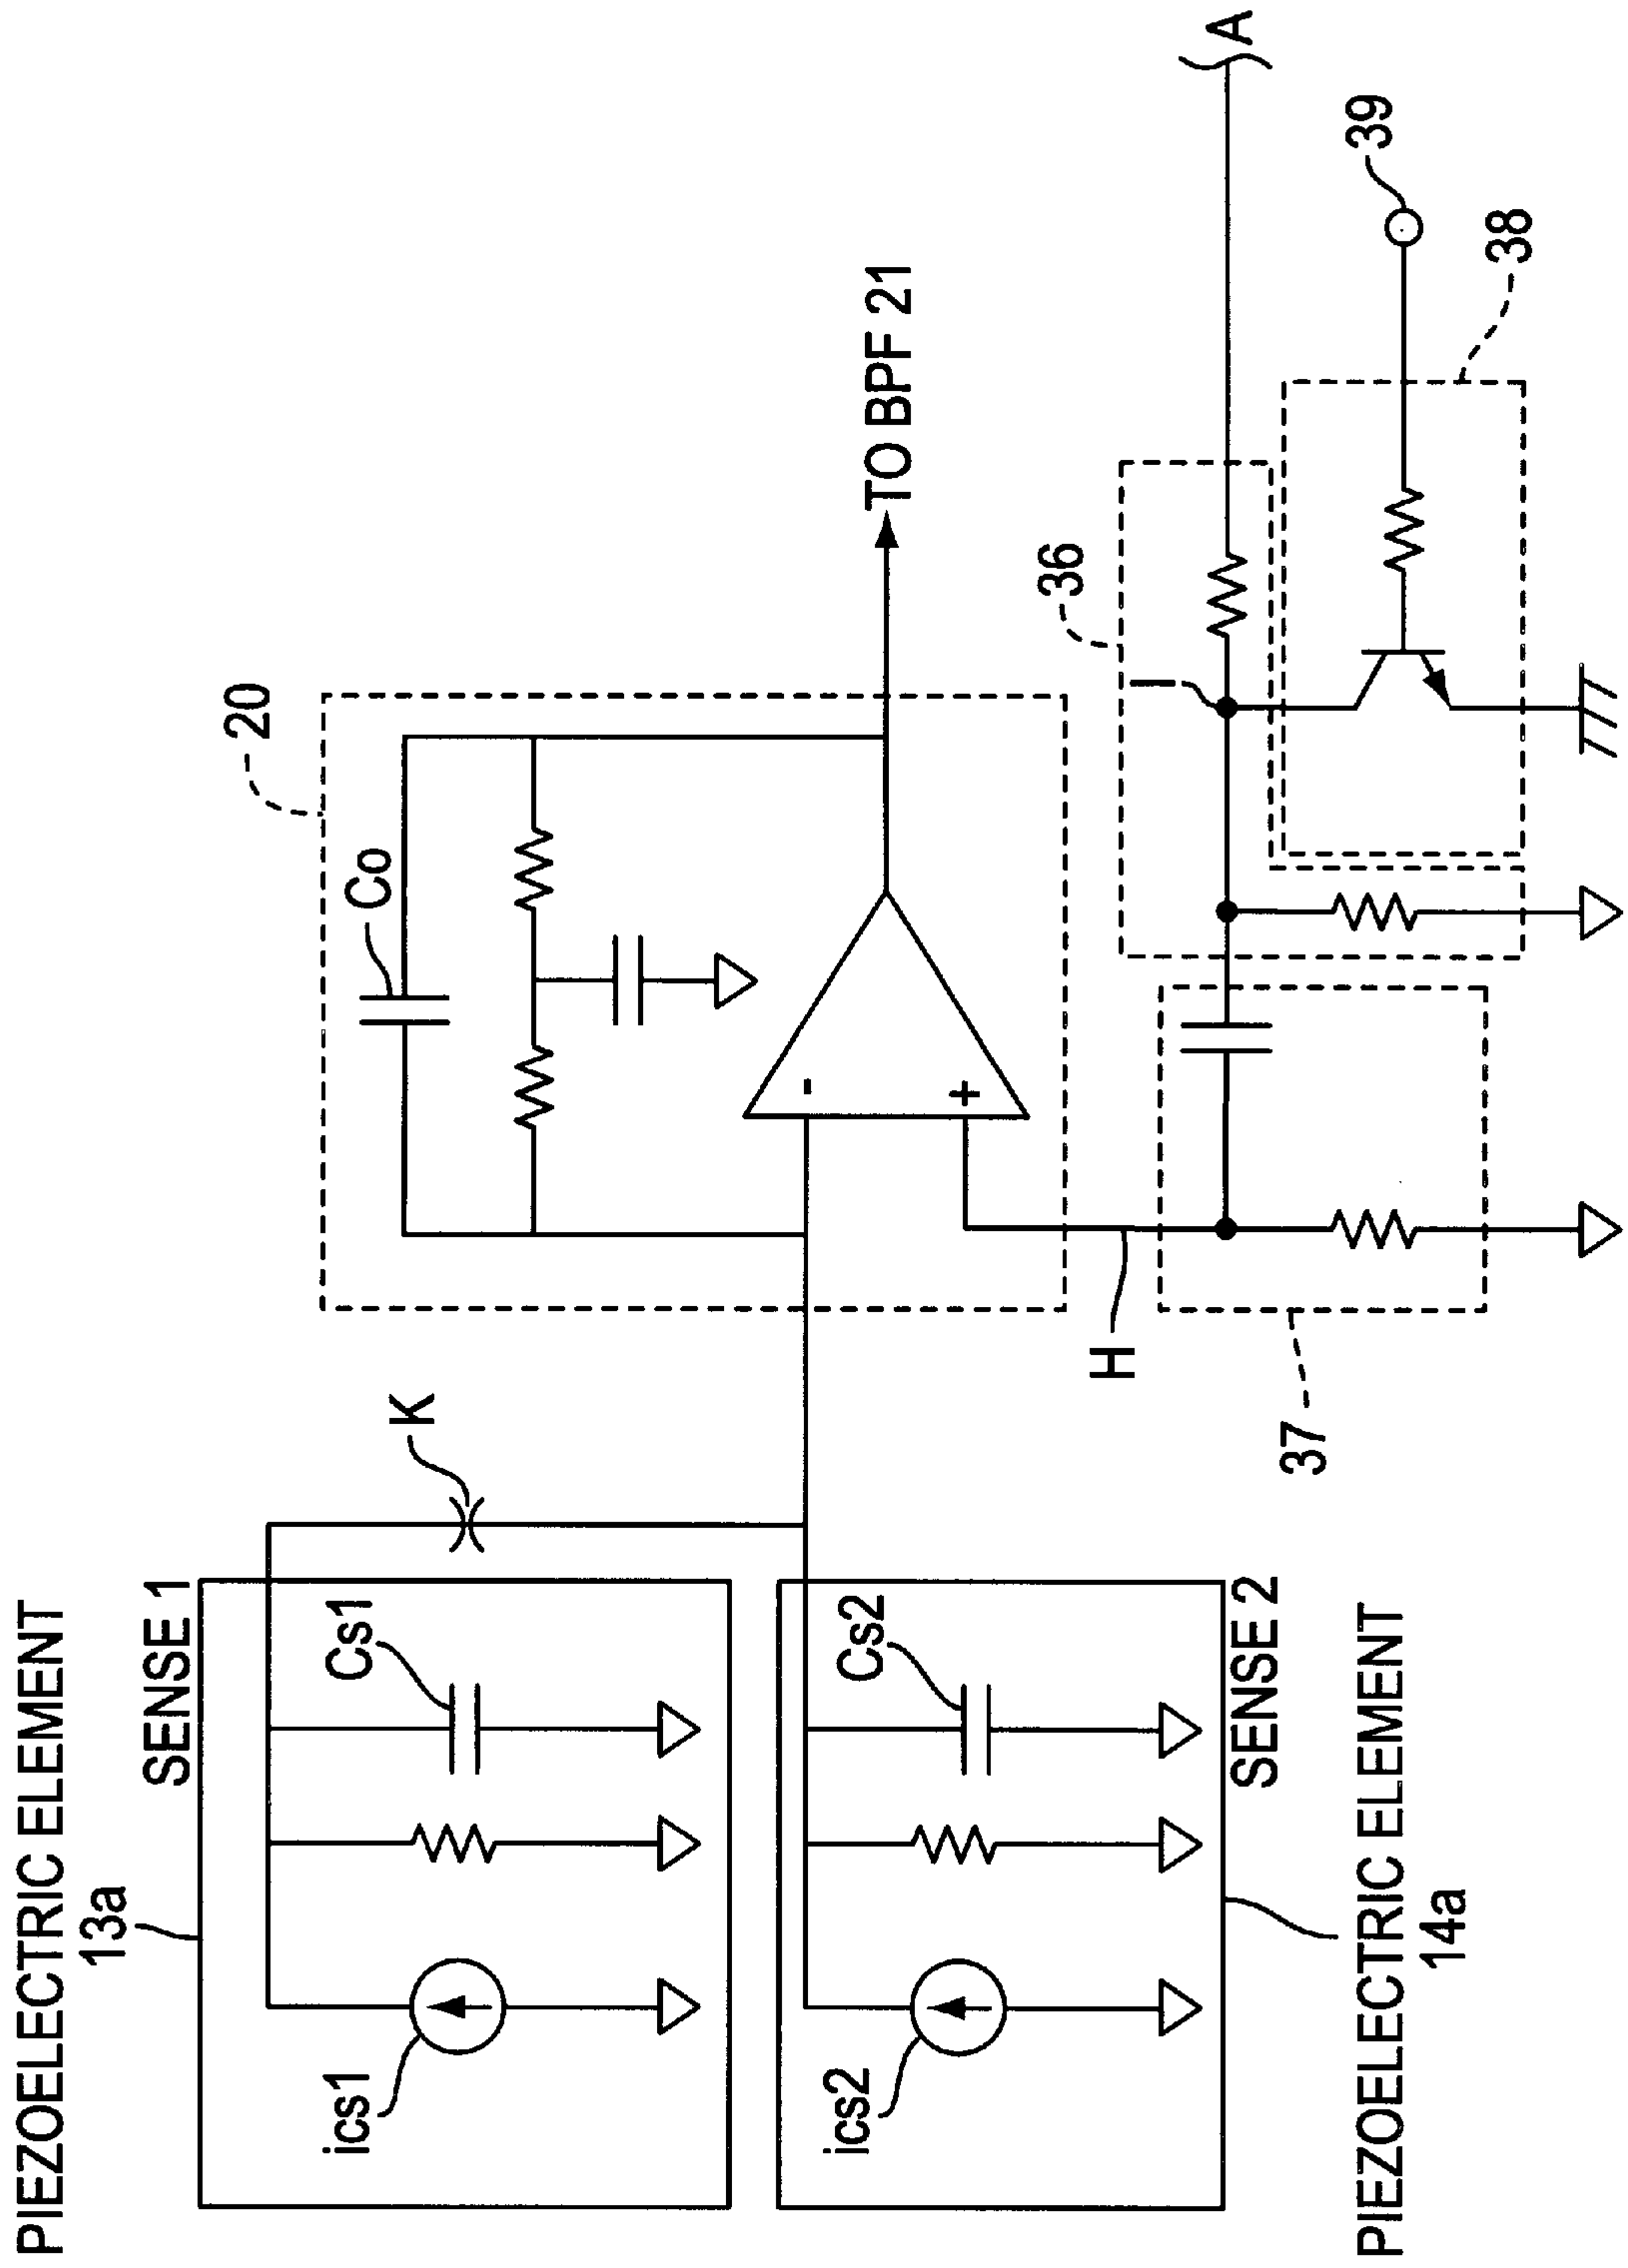 PIEZOELECTRIC ELEMENT
13a
SENSE 1
ics1
Cs1
K
20
Co
-
+
TO BPF 21
ics2
Cs2
SENSE 2
PIEZOELECTRIC ELEMENT
14a
H
37
36
I
A
39
38